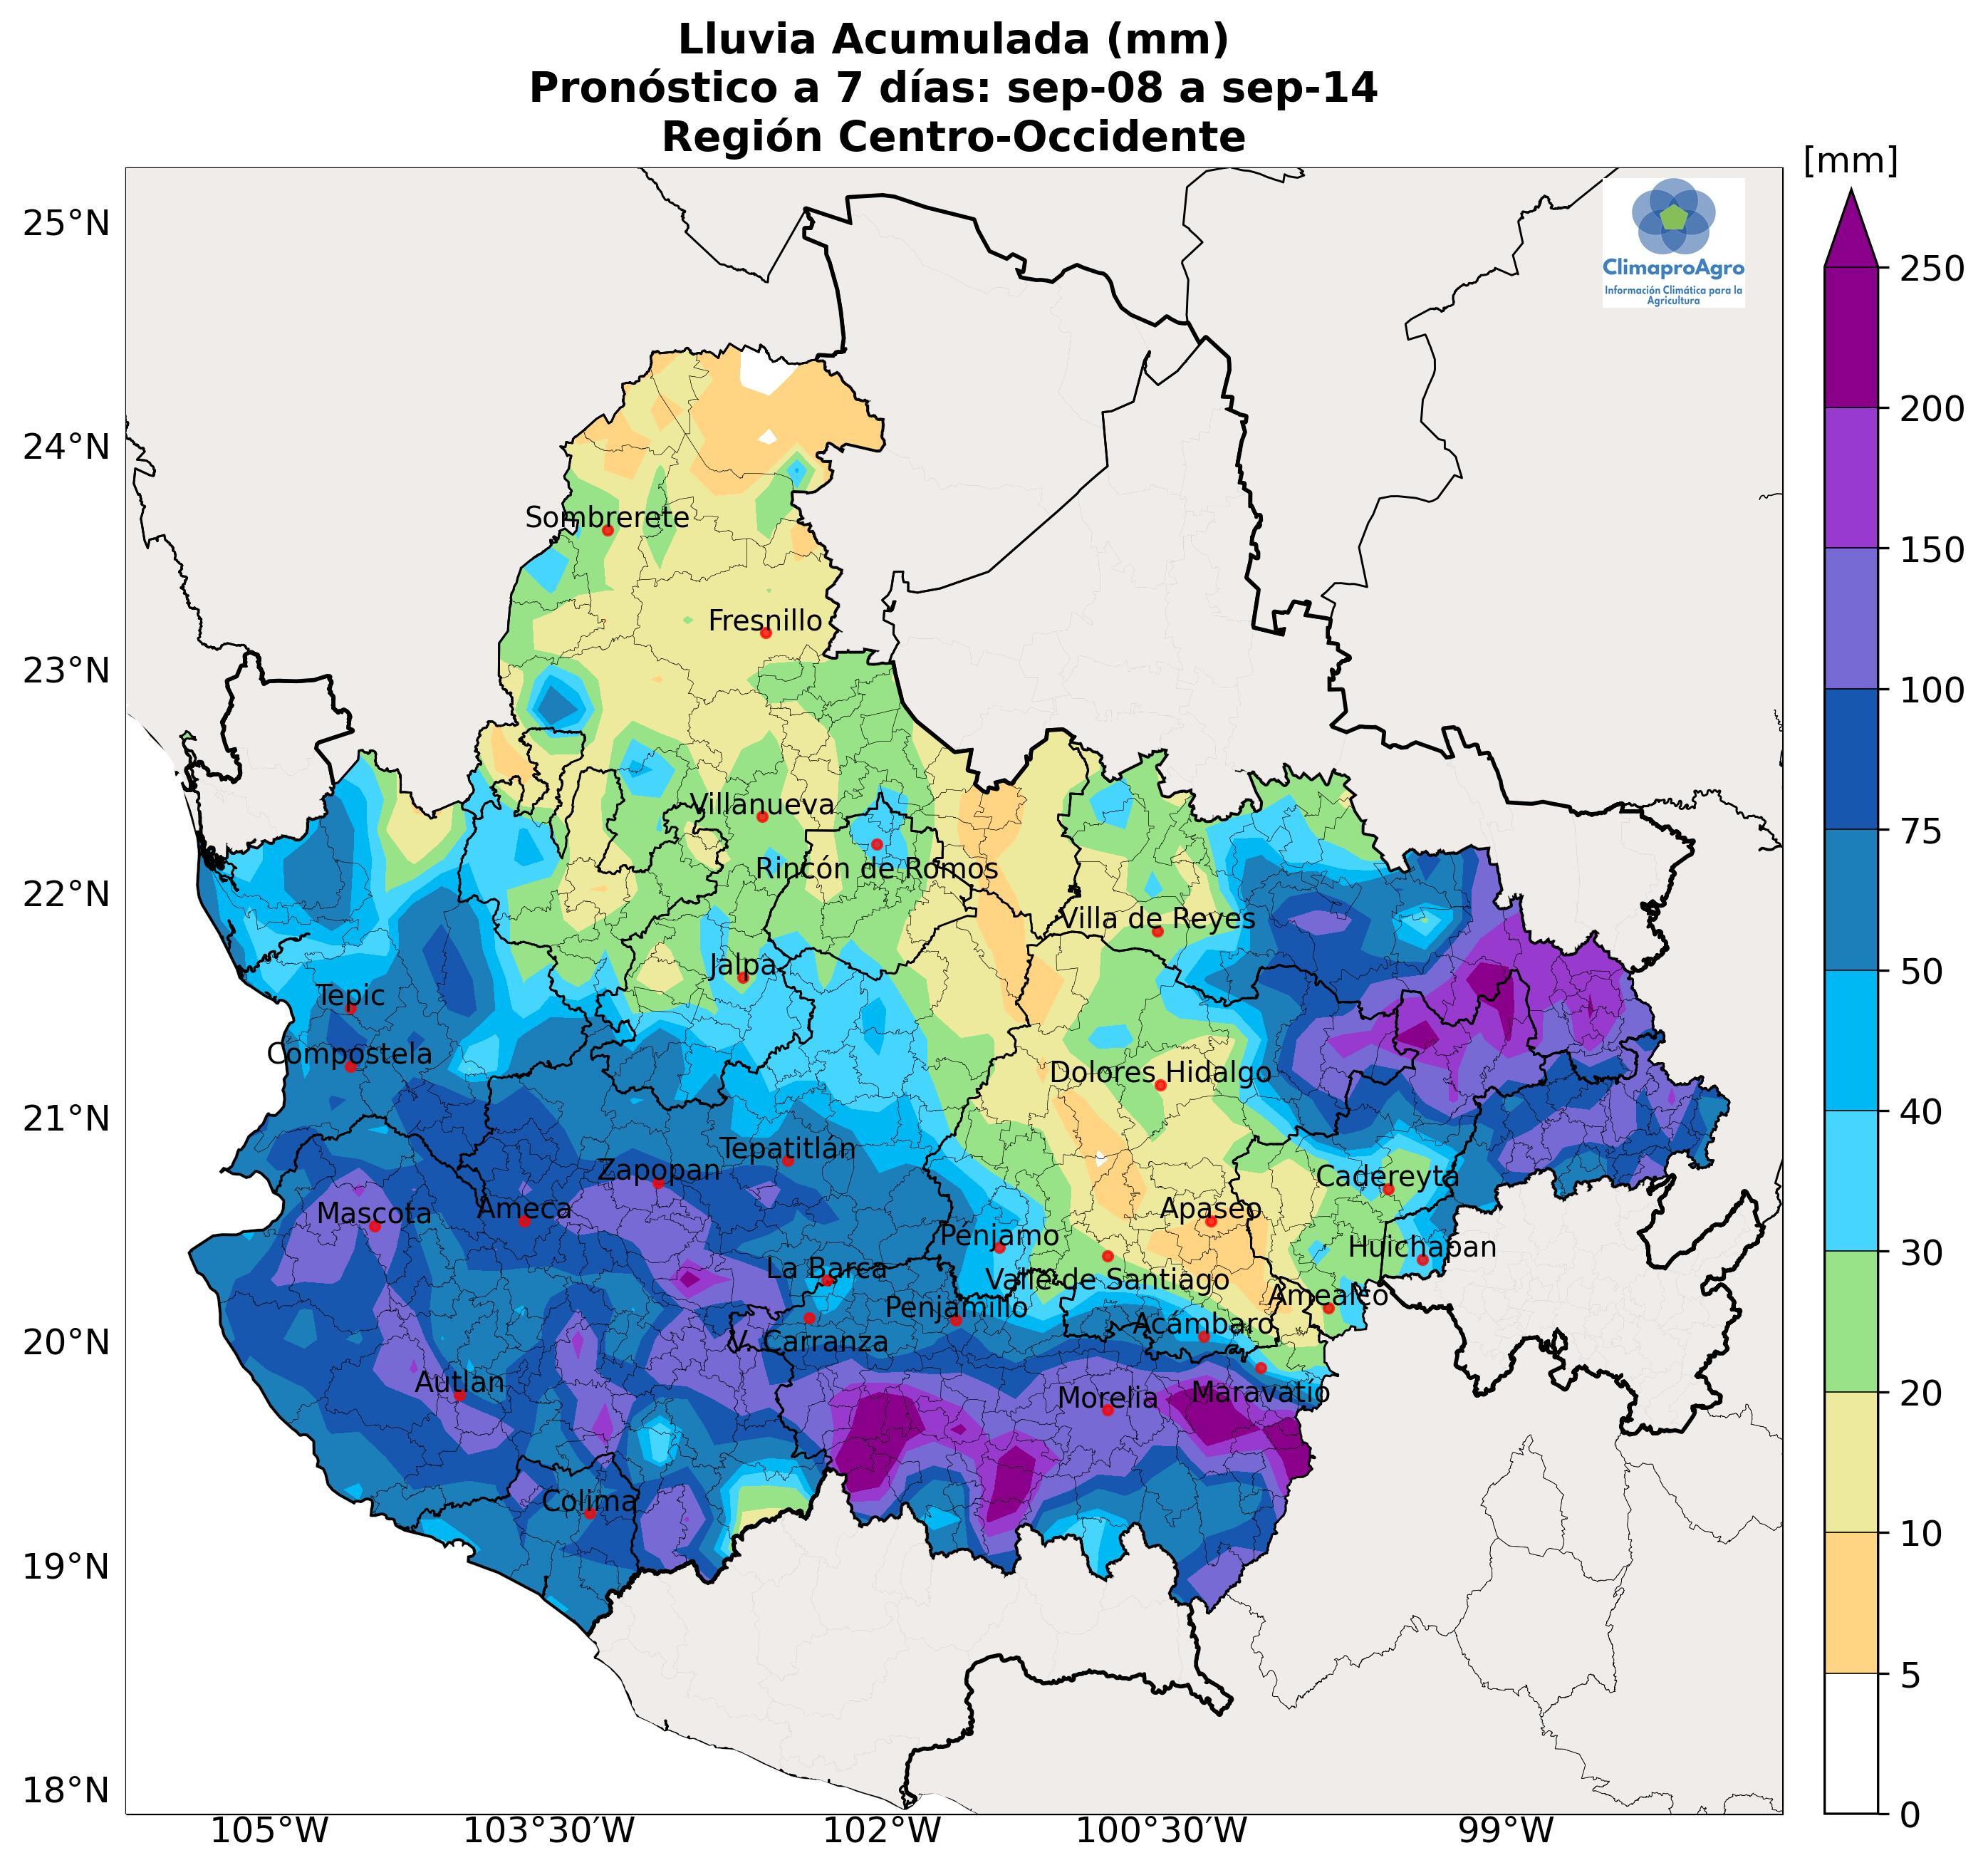 Lluvia Acumulada (mm)
Pronóstico a 7 días: sep-08 a sep-14
Región Centro-Occidente
[mm]
25°N
24°N
23°N
22°N
21°N
20°N
19°N
18°N
ClimaproAgro
Información Climática para la
Agricultura
Sombrerete
Fresnillo
Villanueva
Rincón de Romos
Villa de Reyes
Jalpa
Tepic
Compostela
Dolores Hidalgo
Tepatitlán
Zapopan
Cadereyta
Mascota
Ameca
Apaseo
Penjamo
Huichapan
La Barca
Valle de Santiago
Amealco
Penjamillo
Acámbaro
V. Carranza
Autlan
Morelia
Maravatío
Colima
250
200
150
100
75
50
40
30
20
10
5
0
105°W
103°30'W
102°W
100°30'W
99°W